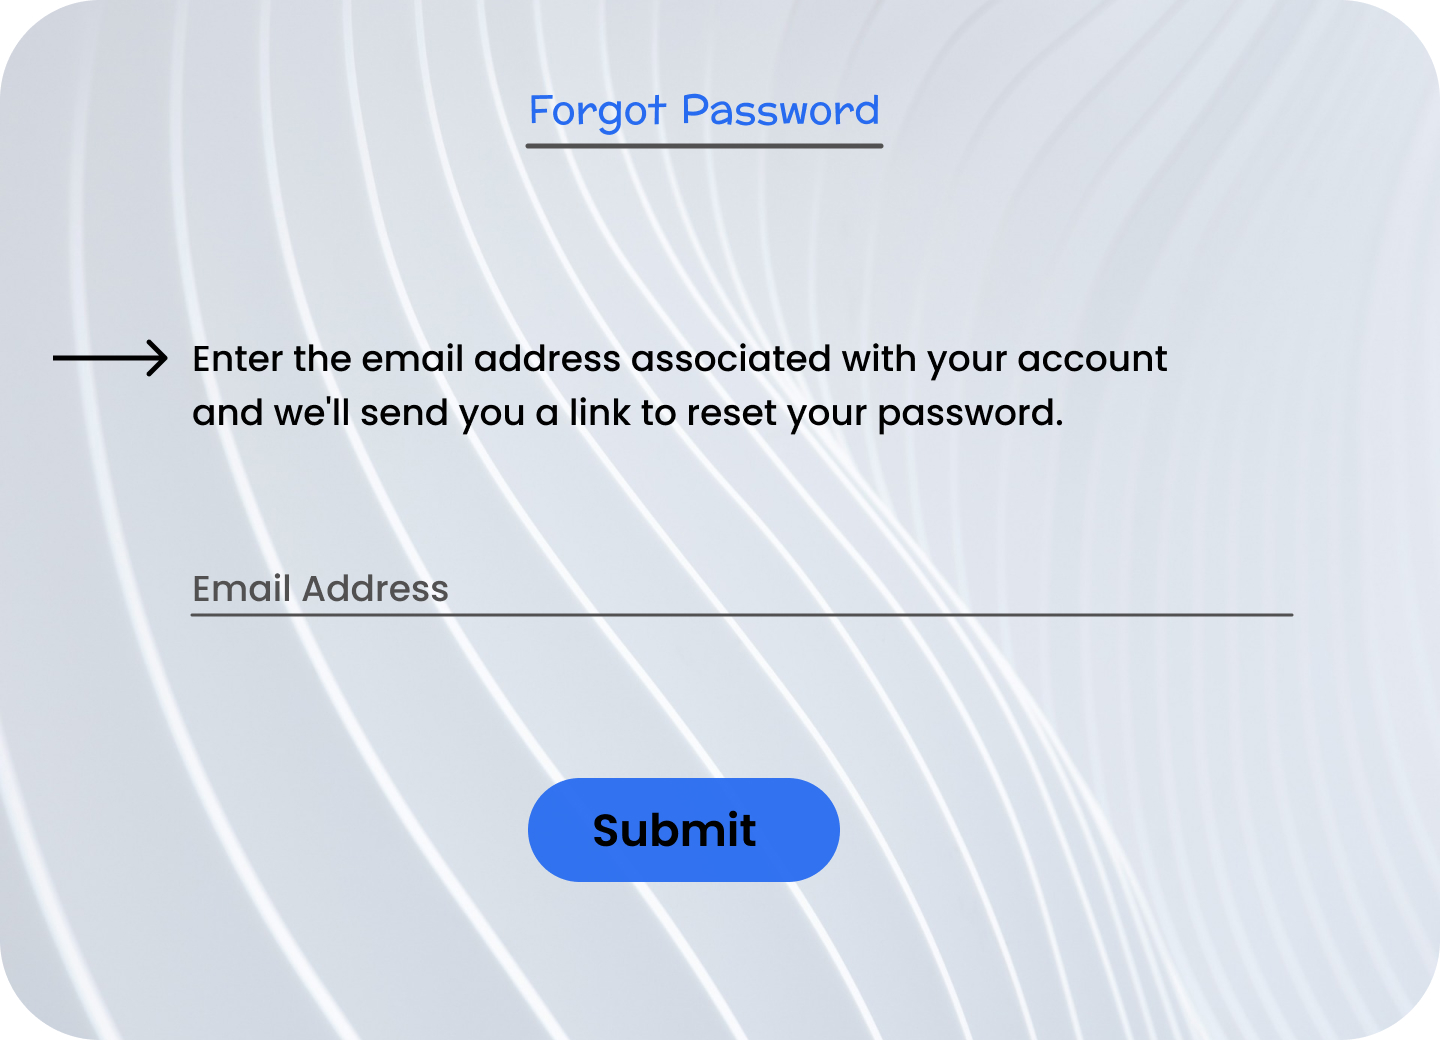 Forgot Password
Enter the email address associated with your account
and we'll send you a link to reset your password.
Email Address
Submit